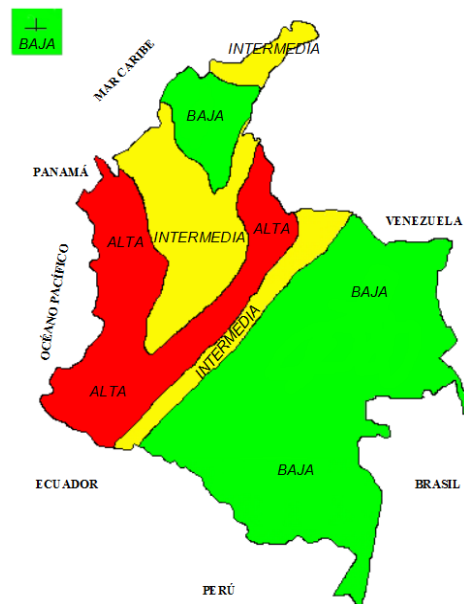 BAJA
MAR CARIBE
INTERMEDIA
BAJA
PANAMÁ
VENEZUELA
ALTA
INTERMEDIA
ALTA
OCÉANO PACÍFICO
BAJA
INTERMEDIA
ALTA
BAJA
ECUADOR
BRASIL
PERÚ